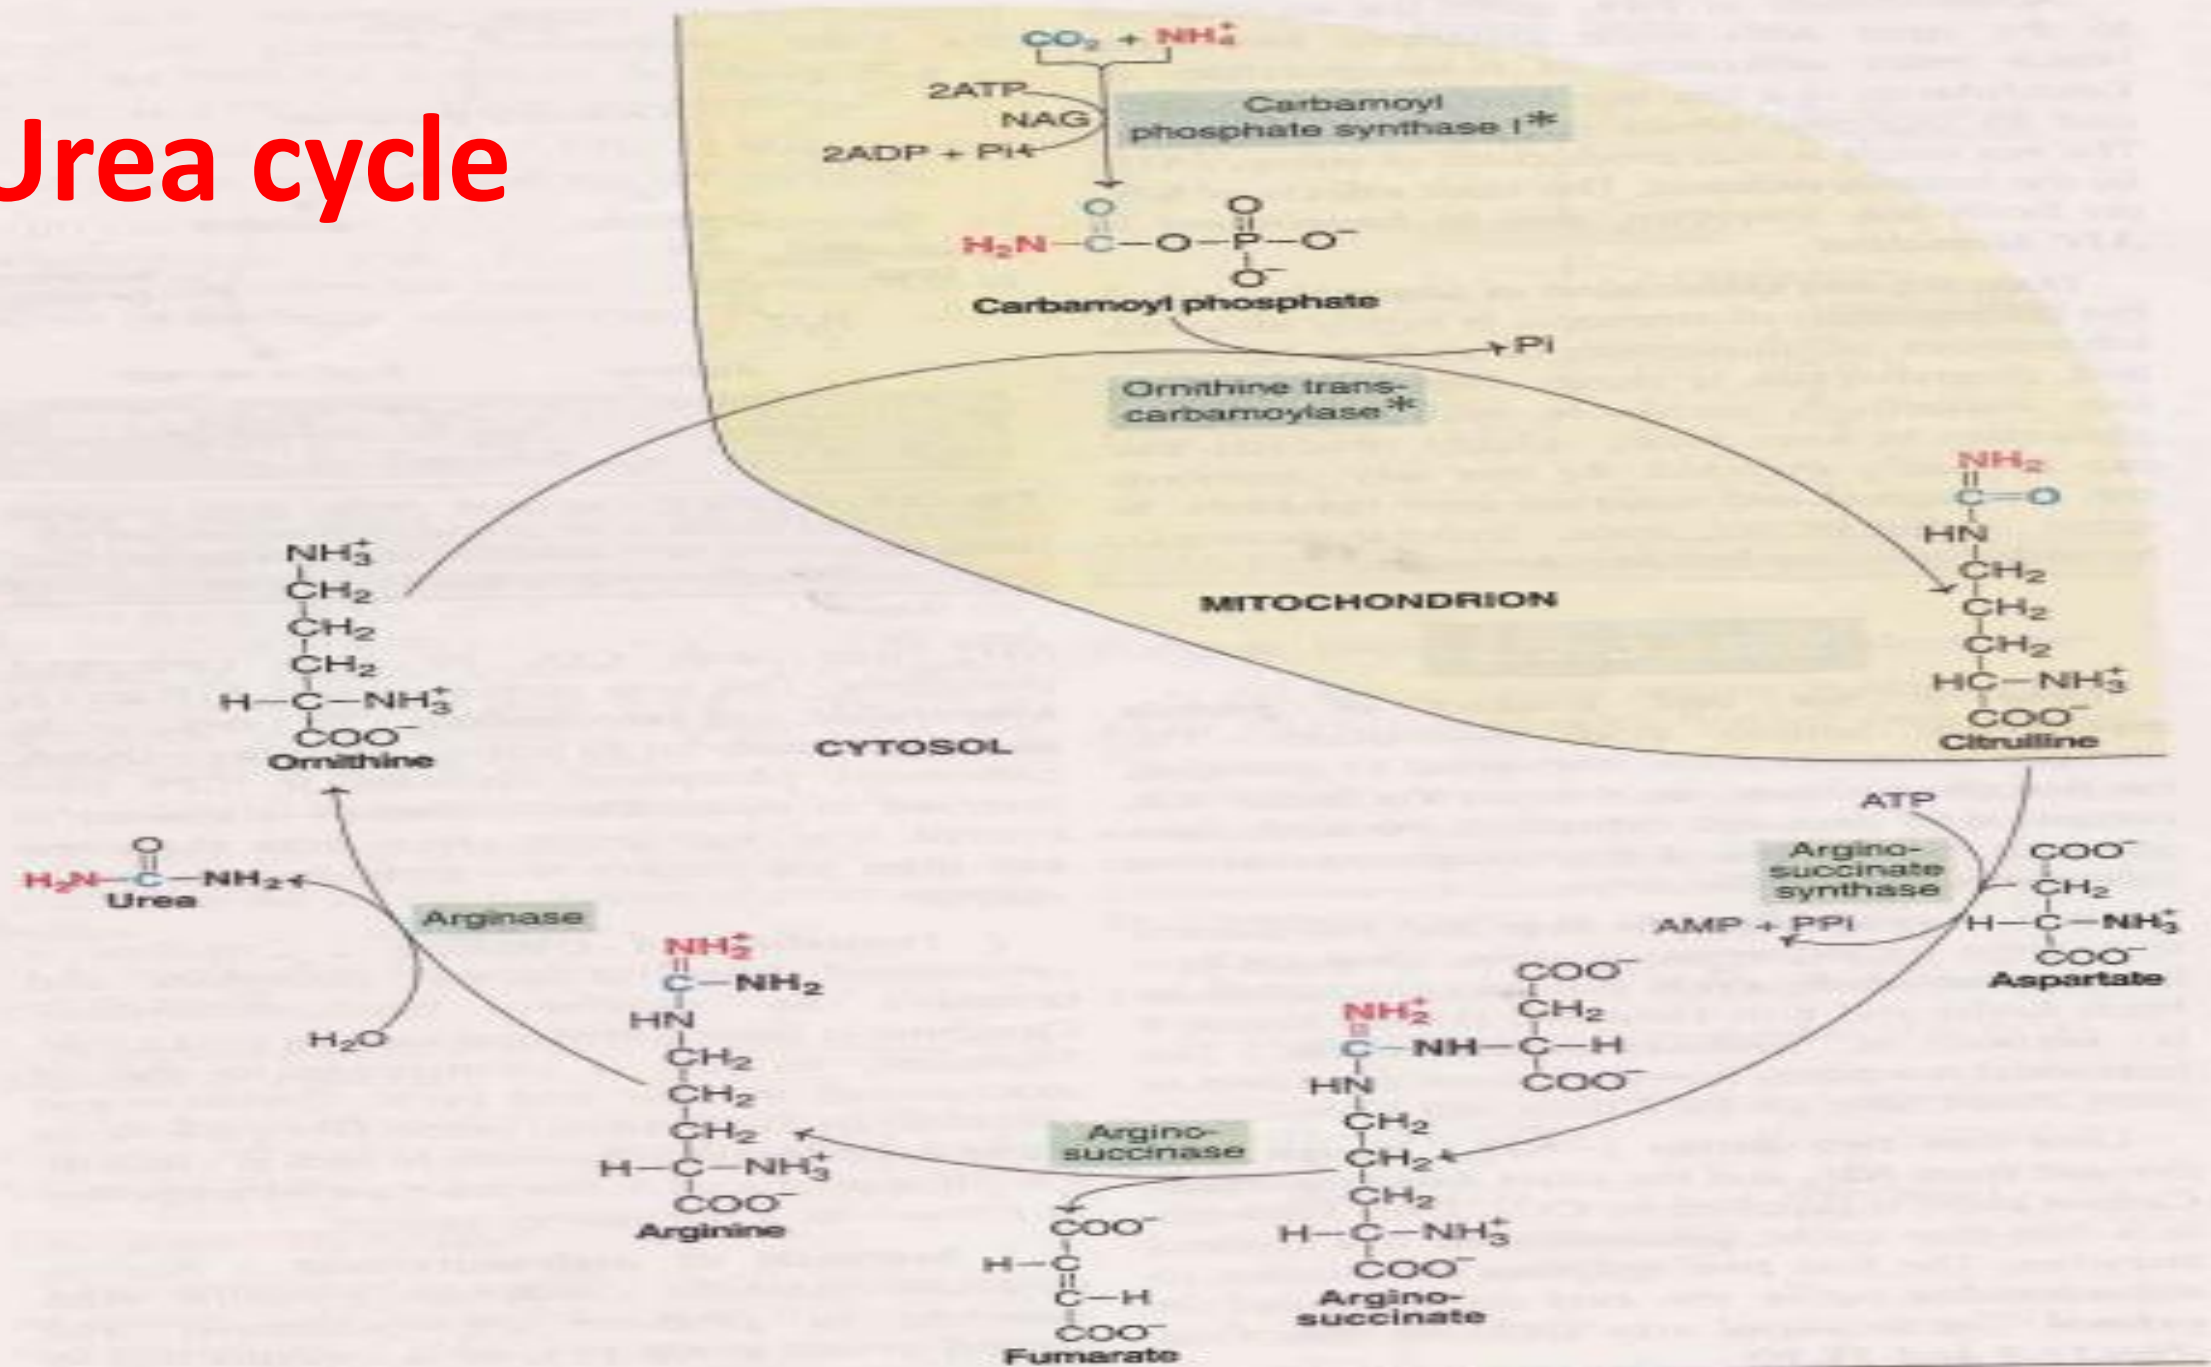 Urea cycle
CO₂ + NH₄⁺
2ATP
NAG
2ADP + Pi
Carbamoyl
phosphate synthase I*
O O
H₂N—C—O—P—O⁻
O⁻
Carbamoyl phosphate
Pi
Ornithine trans-
carbamoylase*
NH₂
C=O
HN
CH₂
CH₂
CH₂
HC—NH₃⁺
COO⁻
Citrulline
MITOCHONDRION
NH₃⁺
CH₂
CH₂
CH₂
H—C—NH₃⁺
COO⁻
Ornithine
CYTOSOL
ATP
Argino-
succinate
synthase
AMP + PPi
COO⁻
CH₂
H—C—NH₃⁺
COO⁻
Aspartate
O
H₂N—C—NH₂
Urea
Arginase
H₂O
NH₂⁺
C—NH₂
HN
CH₂
CH₂
CH₂
H—C—NH₃⁺
COO⁻
Arginine
Argino-
succinase
COO⁻
H—C
C—H
COO⁻
Fumarate
COO⁻
CH₂
NH₂⁺
C—NH—C—H
COO⁻
HN
CH₂
CH₂
CH₂
H—C—NH₃⁺
COO⁻
Argino-
succinate